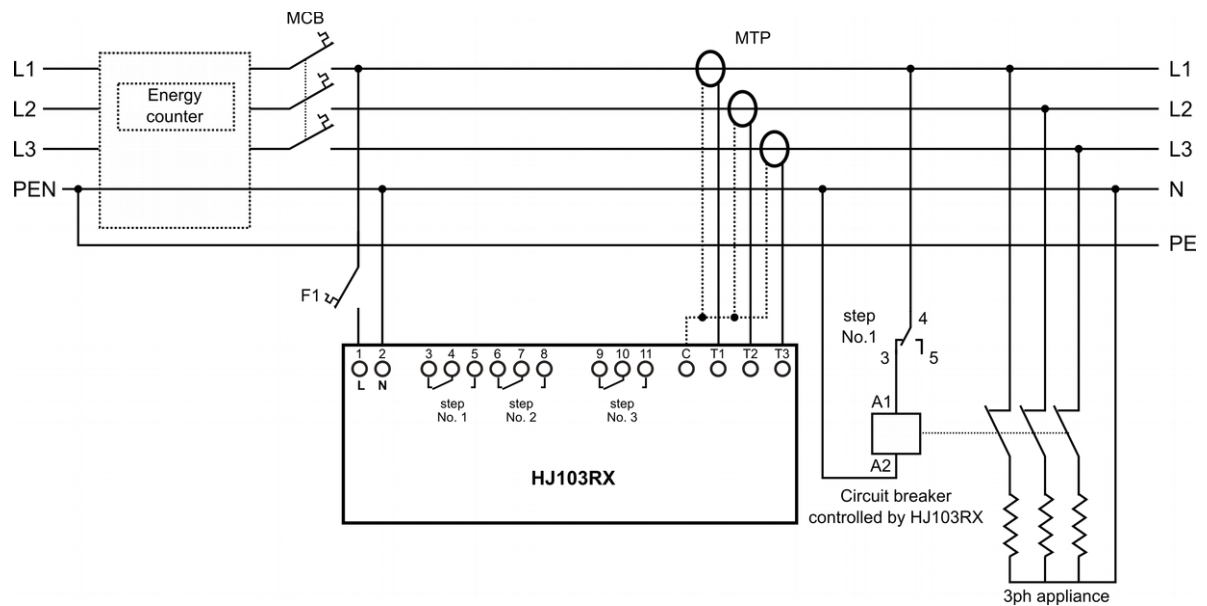 MCB
MTP
L1
L1
Energy
counter
L2
L2
L3
L3
PEN
N
PE
F1
step
No.1
4
3
5
1 2 3 4 5 6 7 8 9 10 11 C T1 T2 T3
L N
step
No. 1
step
No. 2
step
No. 3
A1
A2
HJ103RX
Circuit breaker
controlled by HJ103RX
3ph appliance